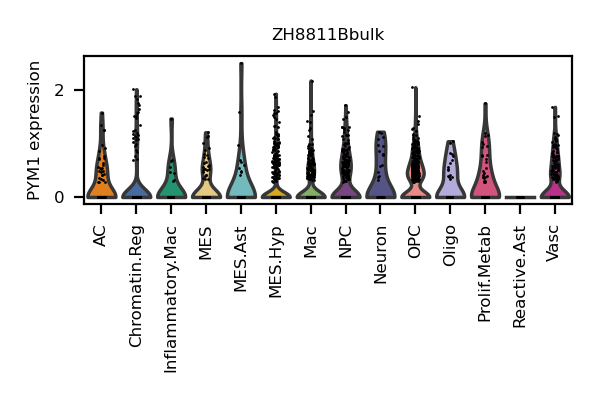 ZH8811Bbulk
PYM1 expression
2
0
AC
Chromatin.Reg
Inflammatory.Mac
MES
MES.Ast
MES.Hyp
Mac
NPC
Neuron
OPC
Oligo
Prolif.Metab
Reactive.Ast
Vasc